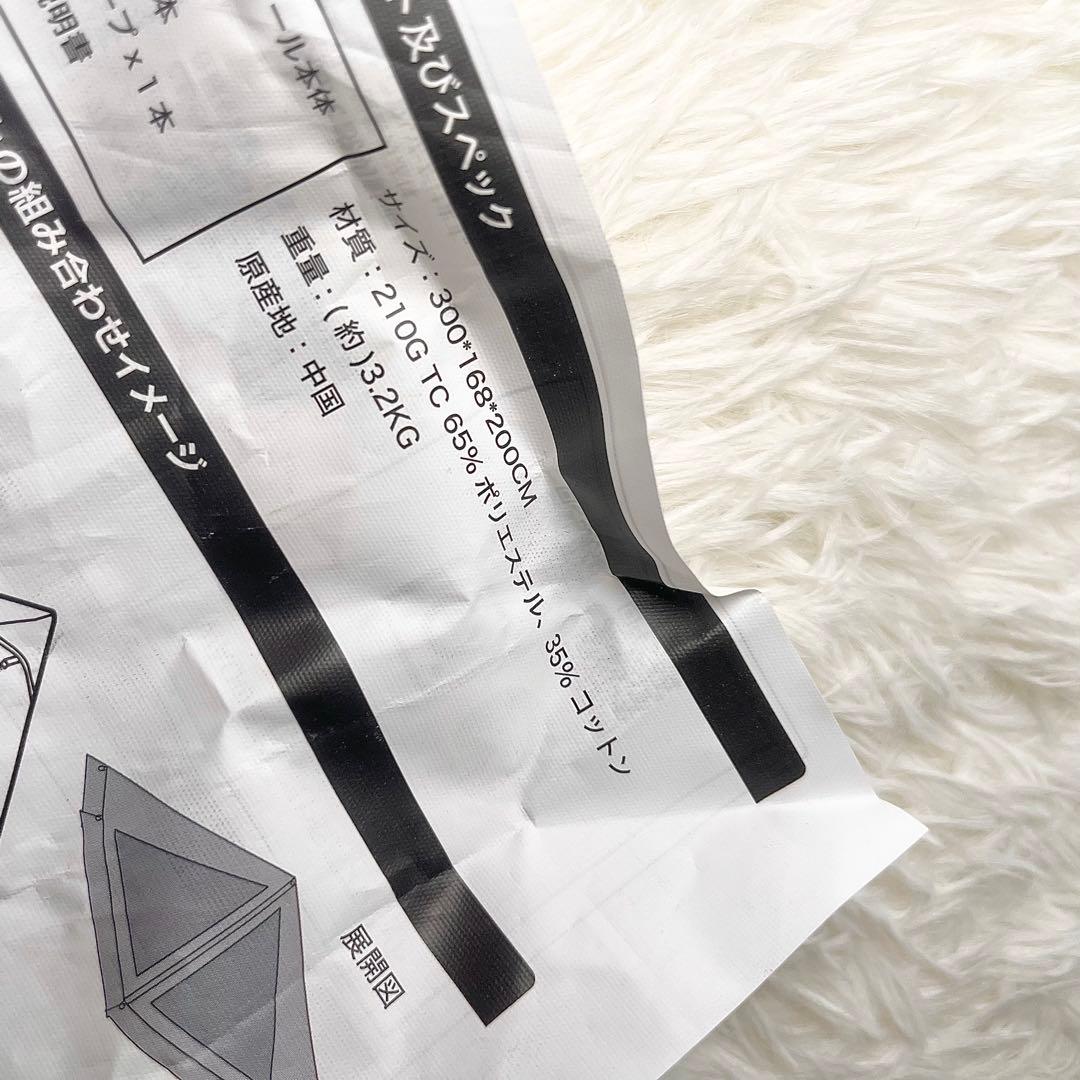 ト及びスペック
ール本体
本
プ×1本
説明書
サイズ：300*168*200CM
材質：210G TC 65% ポリエステル、35% コットン
重量：(約)3.2KG
原産地：中国
の組み合わせイメージ
展開図